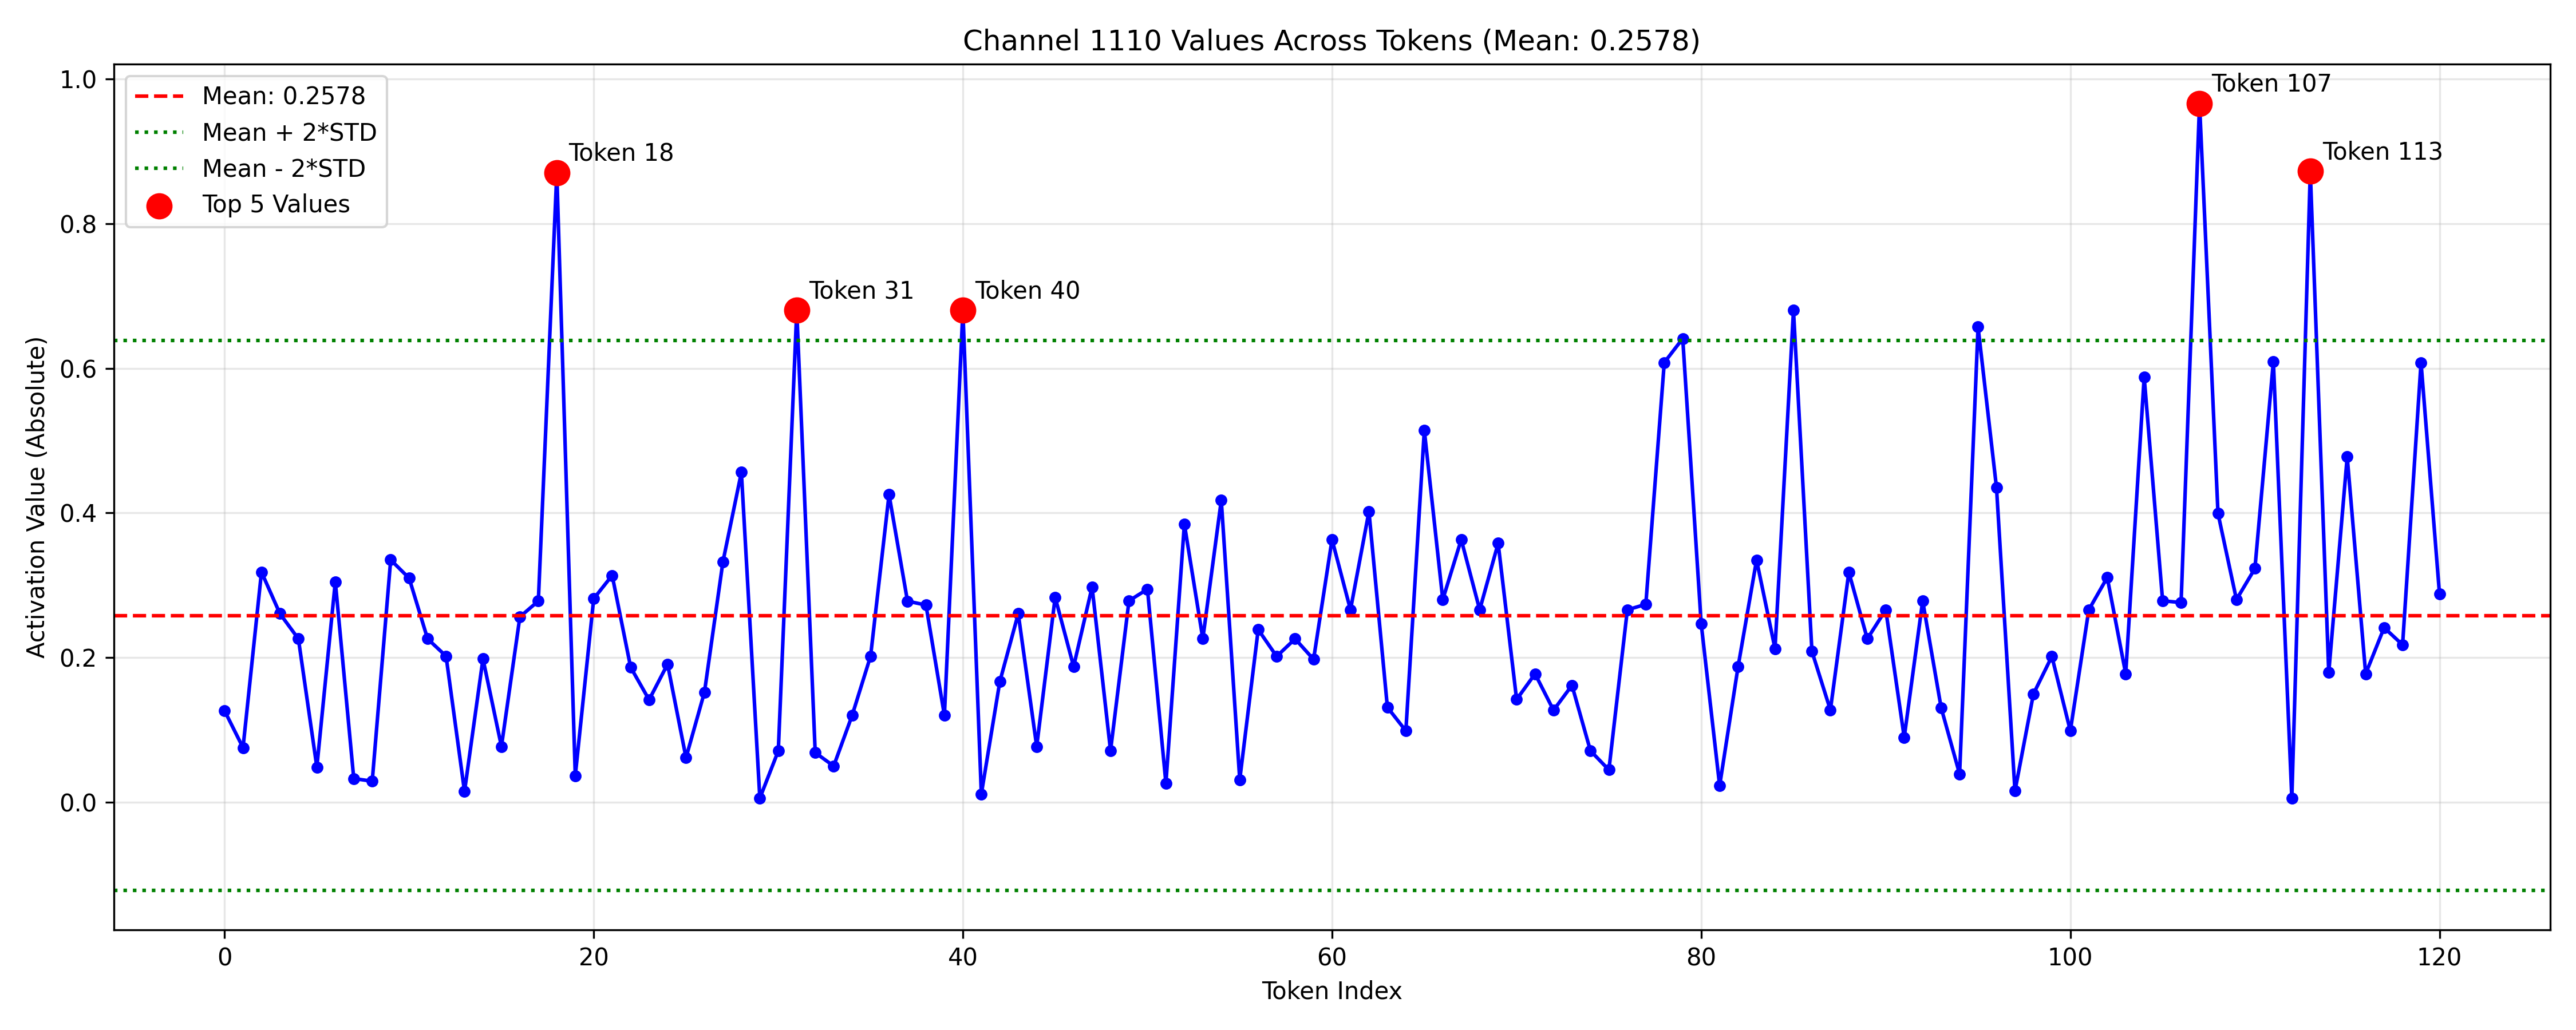 Channel 1110 Values Across Tokens (Mean: 0.2578)
Mean: 0.2578
Mean + 2*STD
Mean - 2*STD
Top 5 Values
Token 18
Token 31
Token 40
Token 107
Token 113
Activation Value (Absolute)
1.0
0.8
0.6
0.4
0.2
0.0
0 20 40 60 80 100 120
Token Index